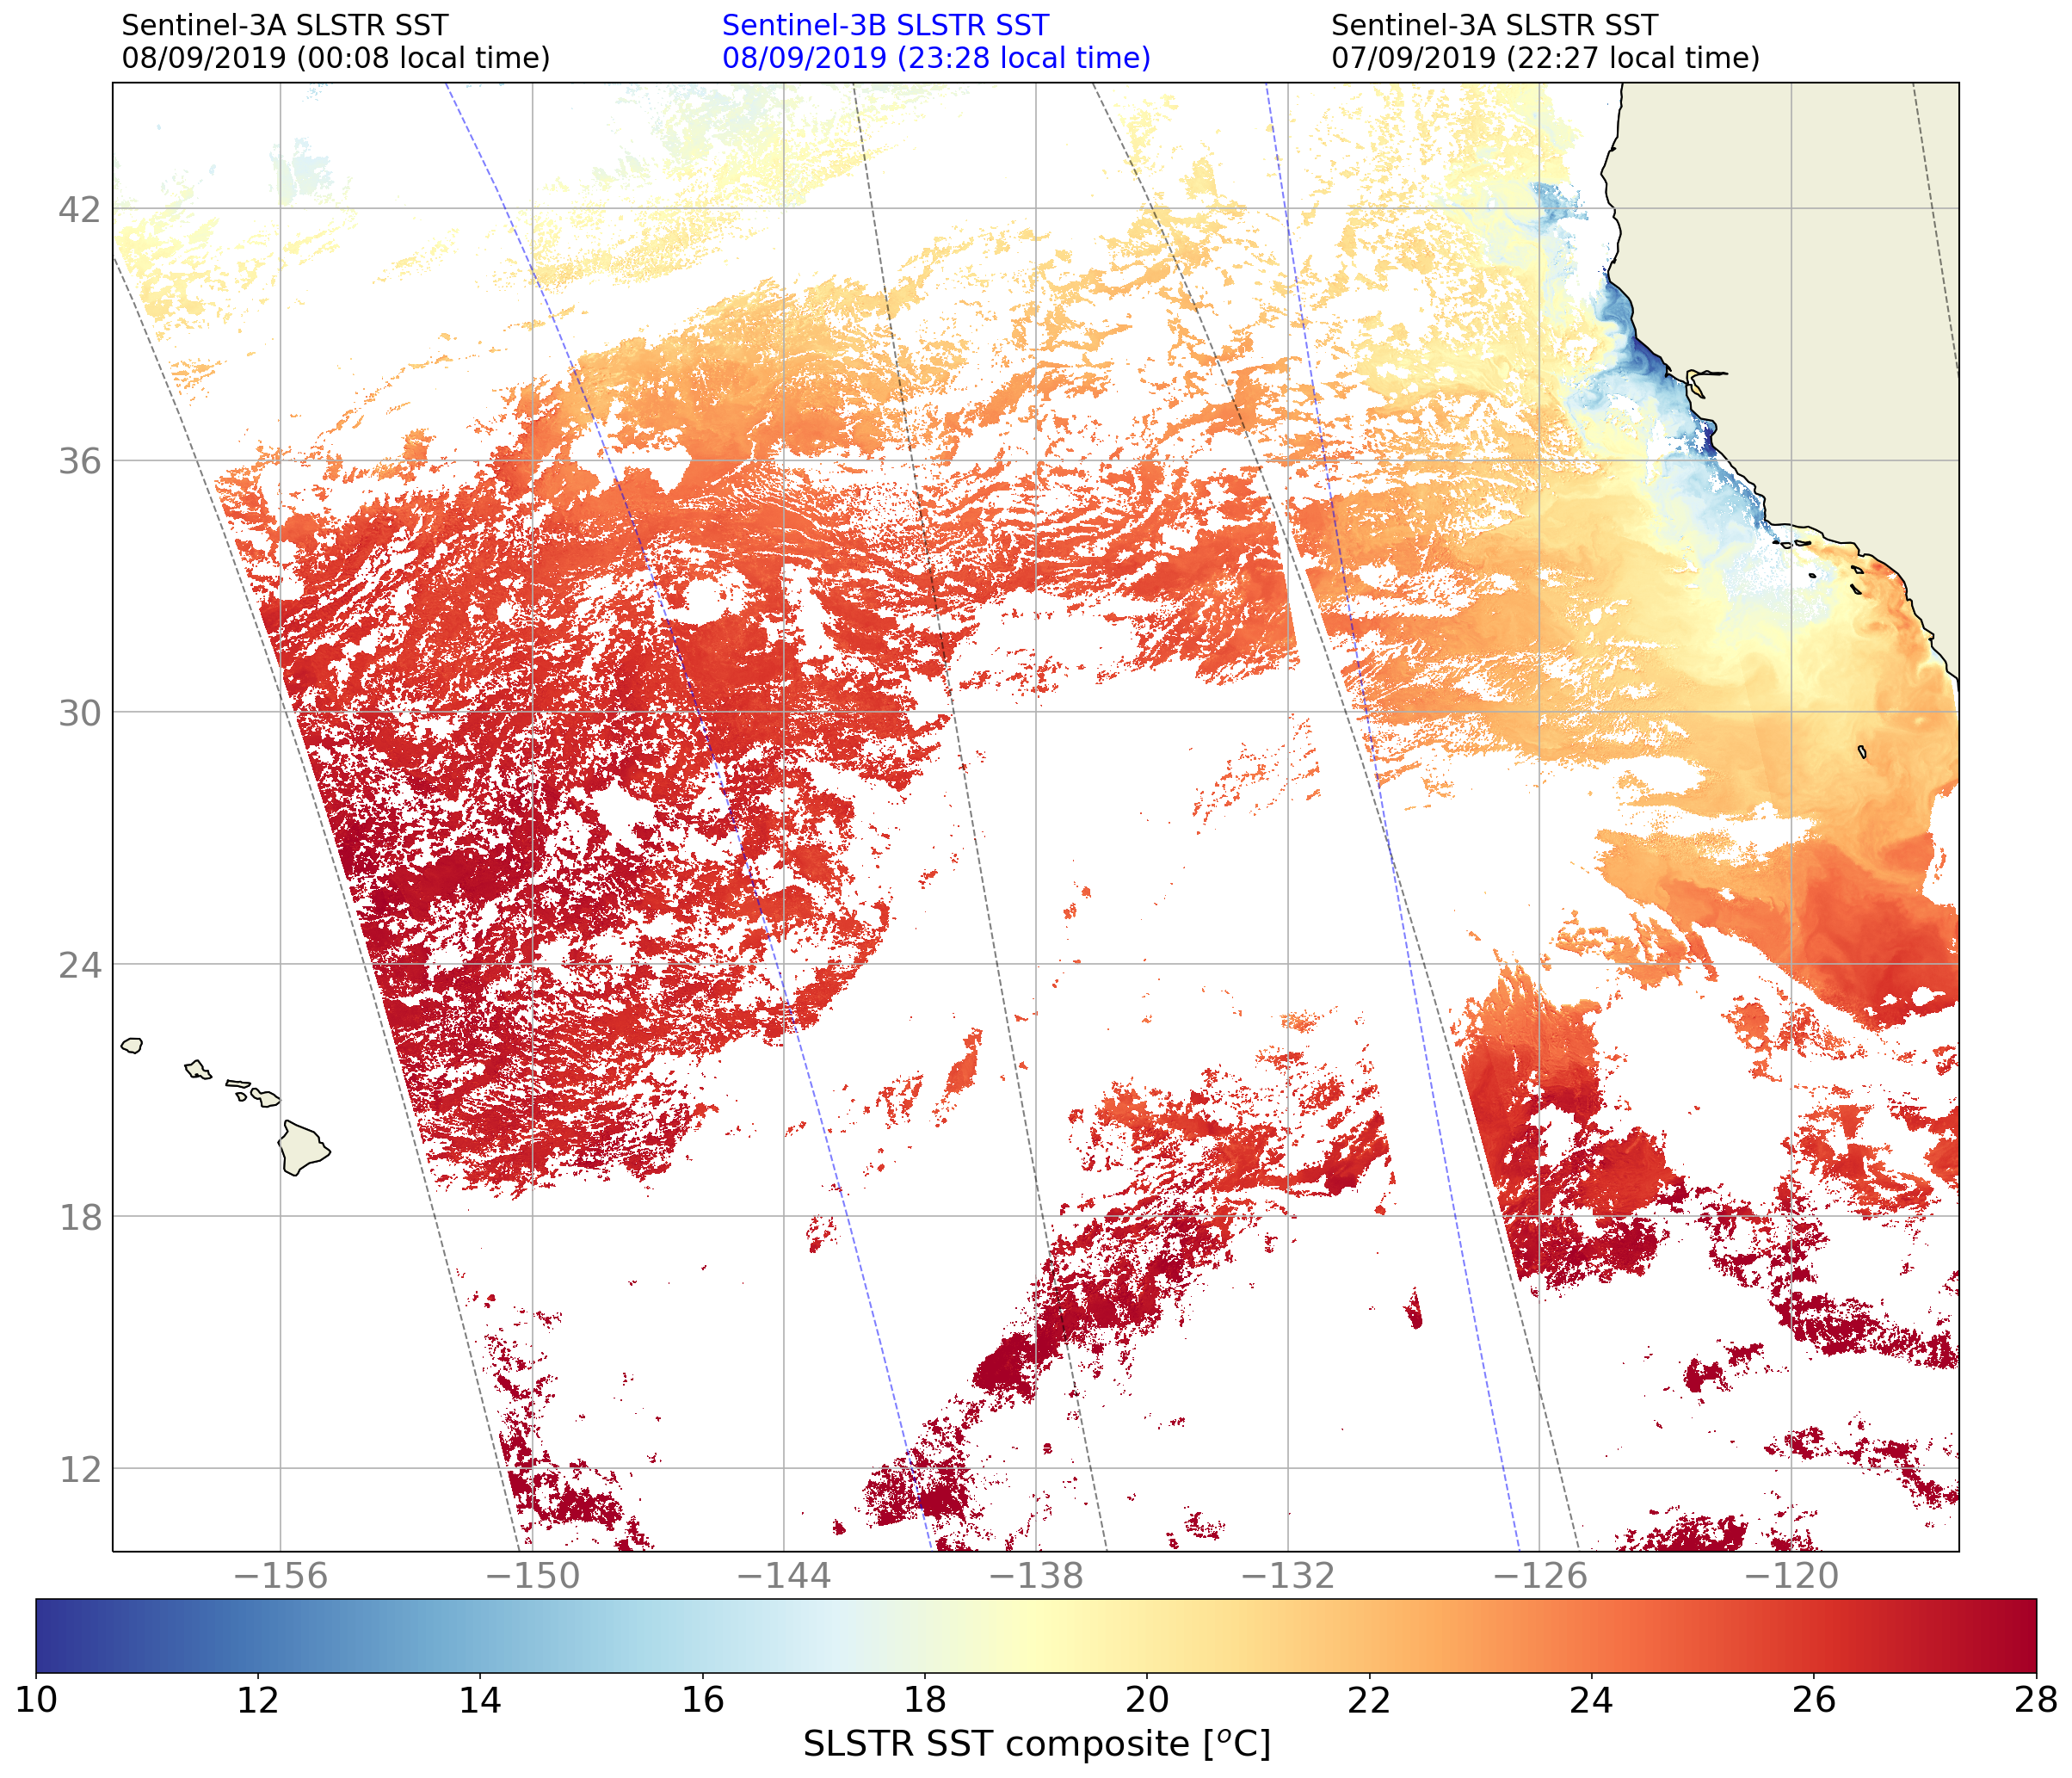 Sentinel-3A SLSTR SST
08/09/2019 (00:08 local time)
Sentinel-3B SLSTR SST
08/09/2019 (23:28 local time)
Sentinel-3A SLSTR SST
07/09/2019 (22:27 local time)
42
36
30
24
18
12
−156 −150 −144 −138 −132 −126 −120
10 12 14 16 18 20 22 24 26 28
SLSTR SST composite [°C]